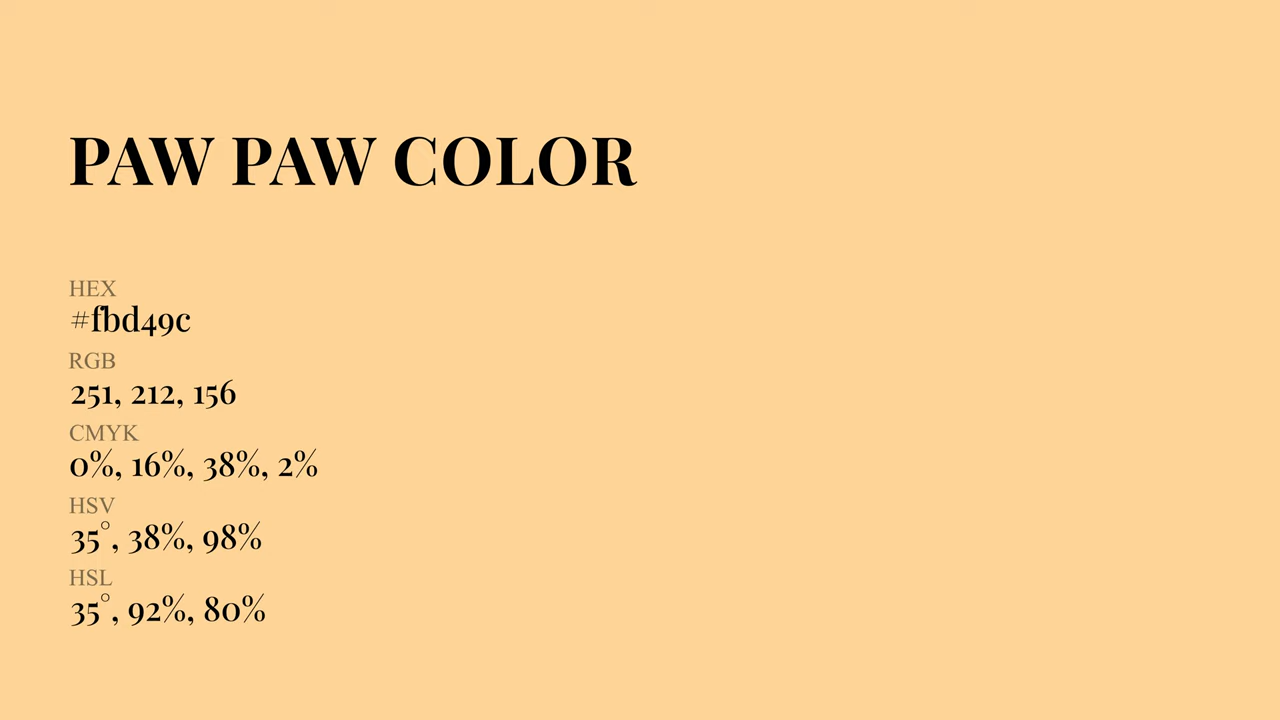 PAW PAW COLOR
HEX
#fbd49c
RGB
251, 212, 156
CMYK
0%, 16%, 38%, 2%
HSV
35°, 38%, 98%
HSL
35°, 92%, 80%